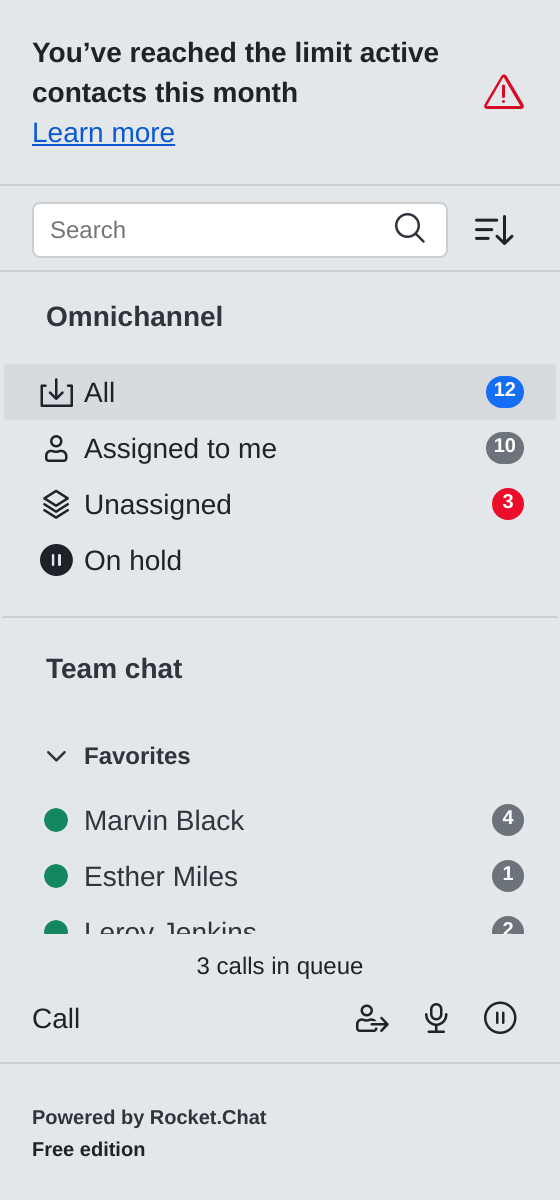 You’ve reached the limit active
contacts this month
Learn more
Search
Omnichannel
All 12
Assigned to me 10
Unassigned 3
On hold
Team chat
Favorites
Marvin Black 4
Esther Miles 1
Leroy Jenkins 2
3 calls in queue
Call
Powered by Rocket.Chat
Free edition